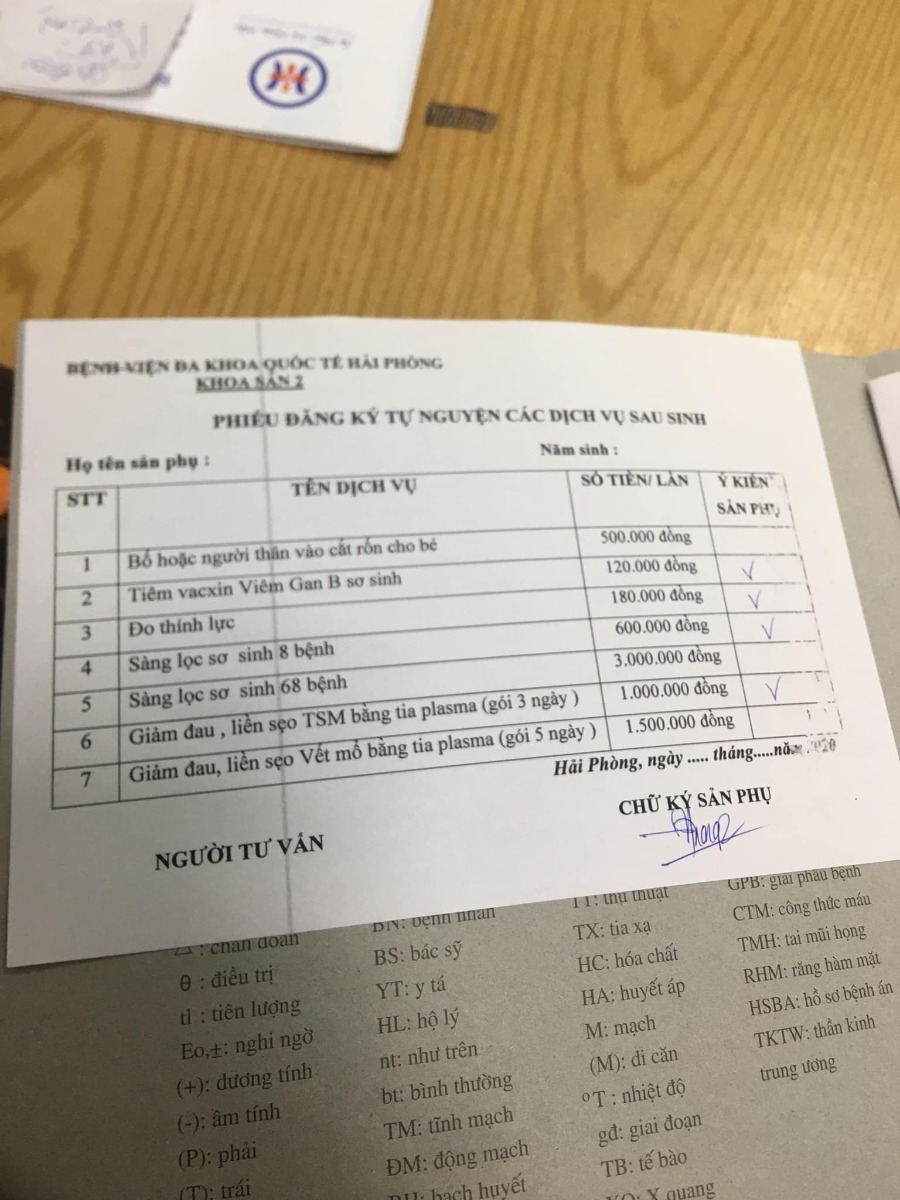 BỆNH VIỆN ĐA KHOA QUỐC TẾ HẢI PHÒNG
KHOA SẢN 2
PHIẾU ĐĂNG KÝ TỰ NGUYỆN CÁC DỊCH VỤ SAU SINH
Họ tên sản phụ : Năm sinh :
STT TÊN DỊCH VỤ SỐ TIỀN/ LẦN Ý KIẾN SẢN PHỤ
1 Bố hoặc người thân vào cắt rốn cho bé 500.000 đồng
2 Tiêm vacxin Viêm Gan B sơ sinh 120.000 đồng V
3 Đo thính lực 180.000 đồng V
4 Sàng lọc sơ sinh 8 bệnh 600.000 đồng V
5 Sàng lọc sơ sinh 68 bệnh 3.000.000 đồng
6 Giảm đau , liền sẹo TSM bằng tia plasma (gói 3 ngày ) 1.000.000 đồng V
7 Giảm đau, liền sẹo Vết mổ bằng tia plasma (gói 5 ngày ) 1.500.000 đồng
Hải Phòng, ngày ..... tháng.....năm 2020
NGƯỜI TƯ VẤN CHỮ KÝ SẢN PHỤ
: chẩn đoán
θ : điều trị
tl : tiên lượng
Eo,±: nghi ngờ
(+): dương tính
(-): âm tính
(P): phải
(T): trái
BN: bệnh nhân
BS: bác sỹ
YT: y tá
HL: hộ lý
nt: như trên
bt: bình thường
TM: tĩnh mạch
ĐM: động mạch
BH: bạch huyết
TT: thủ thuật
TX: tia xạ
HC: hóa chất
HA: huyết áp
M: mạch
(M): di căn
ºT : nhiệt độ
gđ: giai đoạn
TB: tế bào
XQ: X quang
GPB: giải phẫu bệnh
CTM: công thức máu
TMH: tai mũi họng
RHM: răng hàm mặt
HSBA: hồ sơ bệnh án
TKTW: thần kinh
trung ương